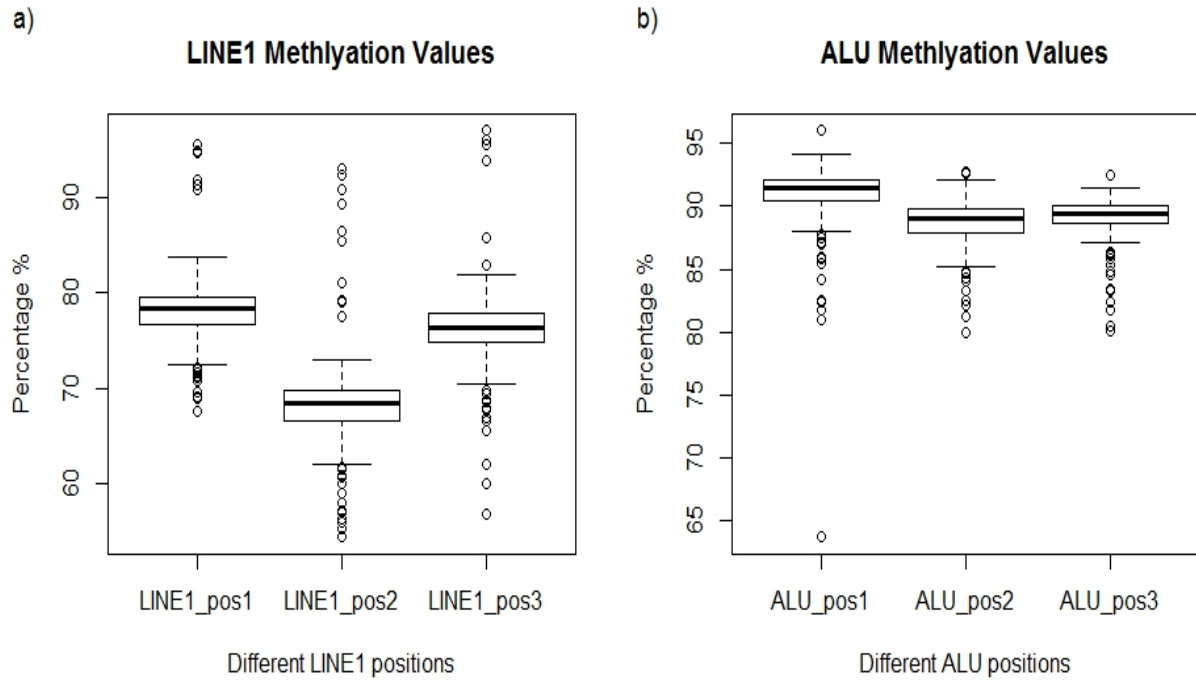 a)
LINE1 Methlyation Values
Percentage %
90
80
70
60
LINE1_pos1 LINE1_pos2 LINE1_pos3
Different LINE1 positions
b)
ALU Methlyation Values
Percentage %
95
90
85
80
75
70
65
ALU_pos1 ALU_pos2 ALU_pos3
Different ALU positions